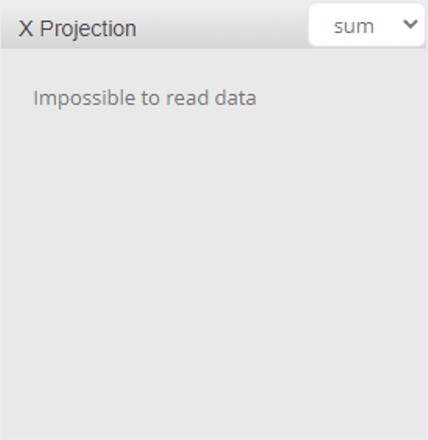 X Projection
sum
Impossible to read data